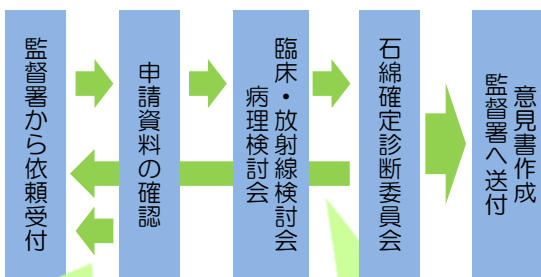 監督署から依頼受付
申請資料の確認
臨床・放射線検討会
病理検討会
石綿確定診断委員会
意見書作成
監督署へ送付